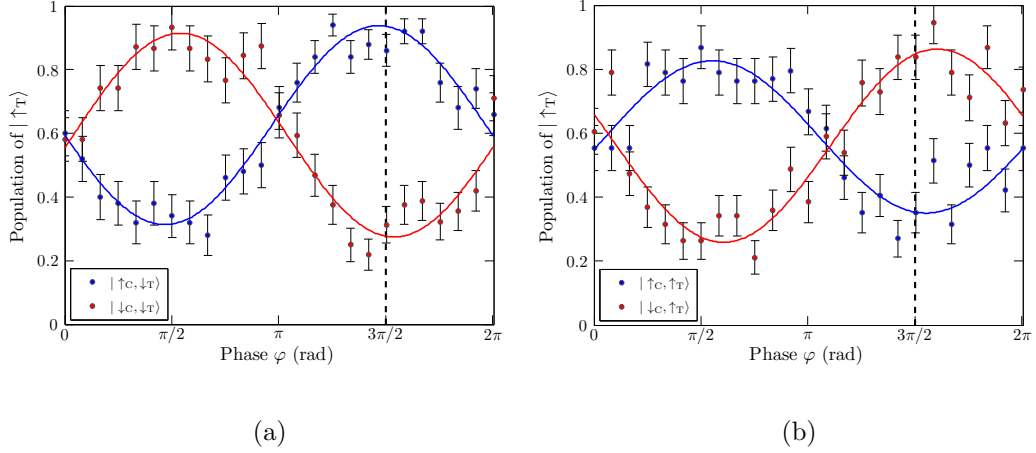 1
0.8
0.6
0.4
0.2
0
Population of |↑T⟩
|↑C,↓T⟩
|↓C,↓T⟩
0 π/2 π 3π/2 2π
Phase φ (rad)
(a)
1
0.8
0.6
0.4
0.2
0
Population of |↑T⟩
|↑C,↑T⟩
|↓C,↑T⟩
0 π/2 π 3π/2 2π
Phase φ (rad)
(b)